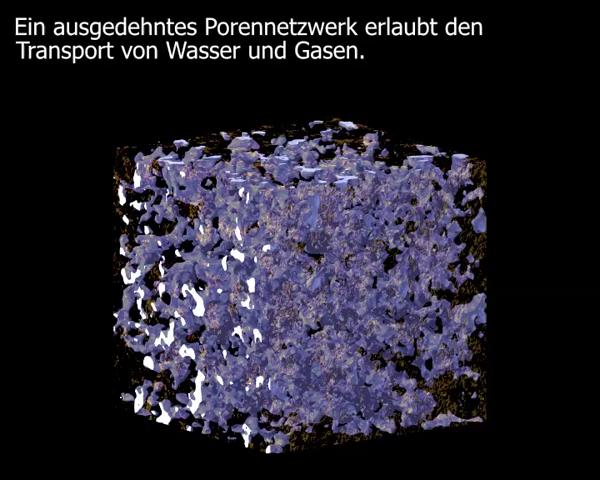 Ein ausgedehntes Porennetzwerk erlaubt den
Transport von Wasser und Gasen.